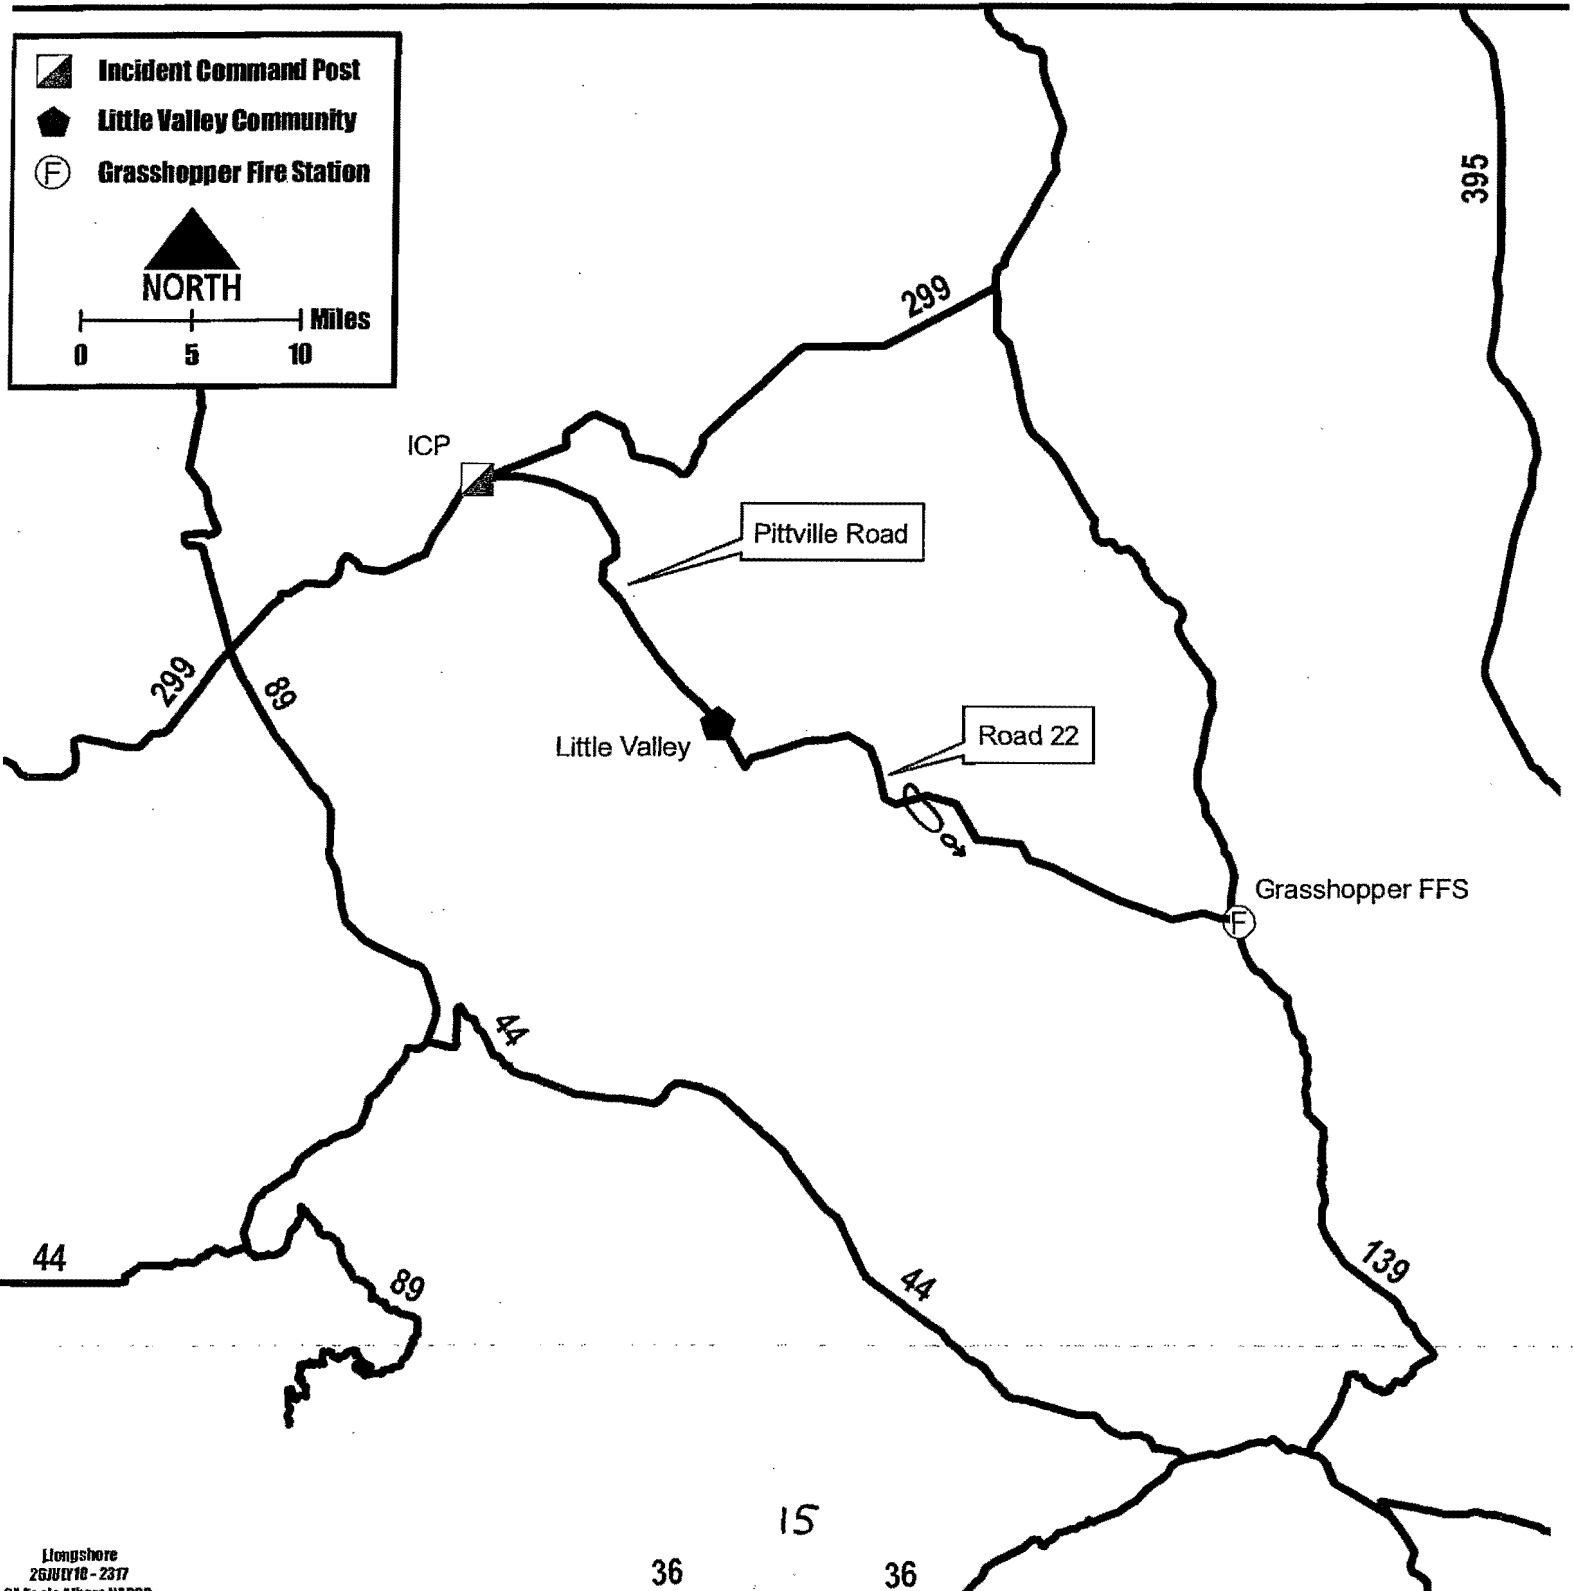 Incident Command Post
Little Valley Community
F Grasshopper Fire Station
NORTH
Miles
0 5 10
395
299
ICP
Pittville Road
299
89
Little Valley
Road 22
Grasshopper FFS
F
44
44
89
44
139
15
36 36
Llongshore
26JULY10 - 2317